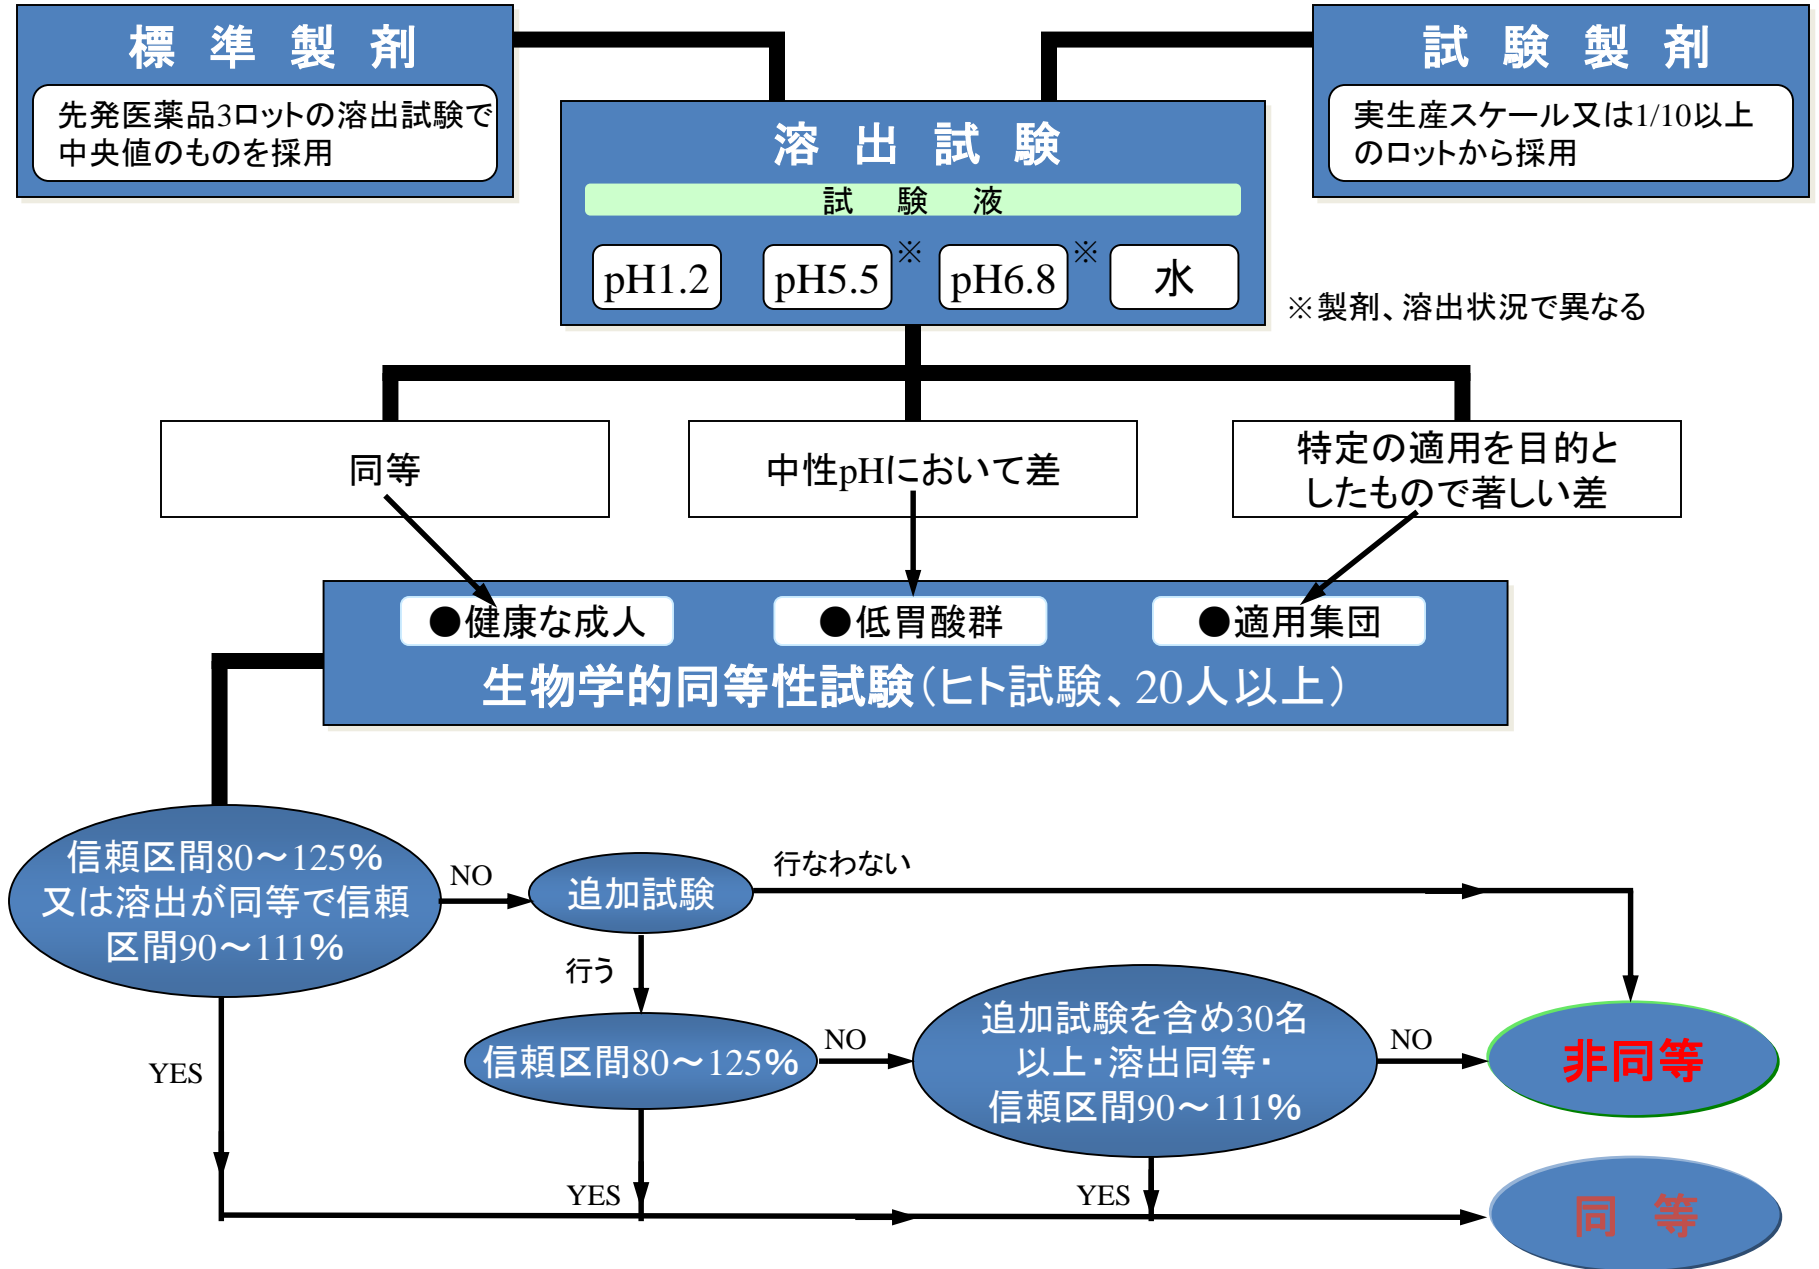 標準製剤
先発医薬品3ロットの溶出試験で
中央値のものを採用
試験製剤
実生産スケール又は1/10以上
のロットから採用
溶出試験
試験液
pH1.2
pH5.5
※
pH6.8
※
水
※製剤、溶出状況で異なる
同等
中性pHにおいて差
特定の適用を目的と
したもので著しい差
●健康な成人
●低胃酸群
●適用集団
生物学的同等性試験(ヒト試験、20人以上)
信頼区間80～125%
又は溶出が同等で信頼
区間90～111%
NO
追加試験
行なわない
行う
YES
信頼区間80～125%
NO
追加試験を含め30名
以上・溶出同等・
信頼区間90～111%
NO
非同等
YES
YES
同等